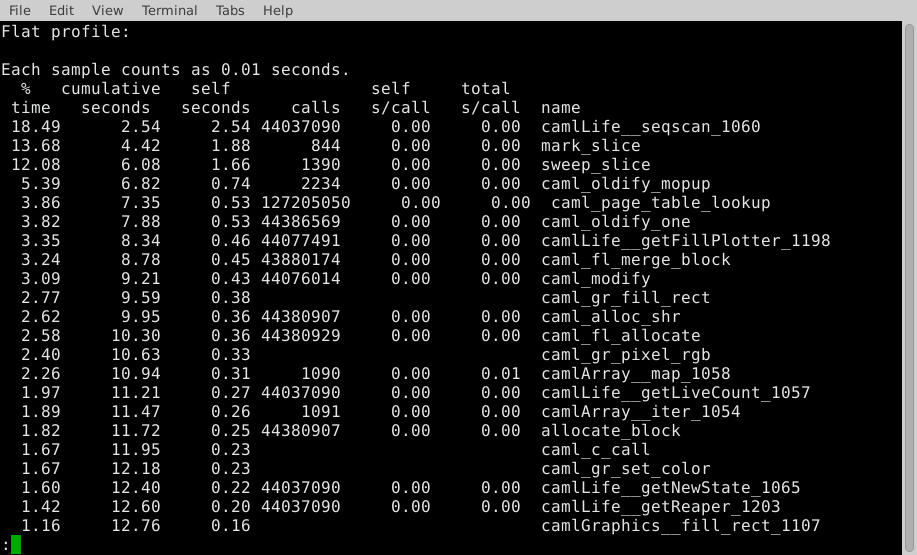 File Edit View Terminal Tabs Help
Flat profile:
Each sample counts as 0.01 seconds.
  %   cumulative   self              self     total
 time   seconds   seconds    calls   s/call   s/call  name
 18.49      2.54     2.54 44037090     0.00     0.00  camlLife__seqscan_1060
 13.68      4.42     1.88      844     0.00     0.00  mark_slice
 12.08      6.08     1.66     1390     0.00     0.00  sweep_slice
  5.39      6.82     0.74     2234     0.00     0.00  caml_oldify_mopup
  3.86      7.35     0.53 127205050     0.00     0.00  caml_page_table_lookup
  3.82      7.88     0.53 44386569     0.00     0.00  caml_oldify_one
  3.35      8.34     0.46 44077491     0.00     0.00  camlLife__getFillPlotter_1198
  3.24      8.78     0.45 43880174     0.00     0.00  caml_fl_merge_block
  3.09      9.21     0.43 44076014     0.00     0.00  caml_modify
  2.77      9.59     0.38                             caml_gr_fill_rect
  2.62      9.95     0.36 44380907     0.00     0.00  caml_alloc_shr
  2.58     10.30     0.36 44380929     0.00     0.00  caml_fl_allocate
  2.40     10.63     0.33                             caml_gr_pixel_rgb
  2.26     10.94     0.31     1090     0.00     0.01  camlArray__map_1058
  1.97     11.21     0.27 44037090     0.00     0.00  camlLife__getLiveCount_1057
  1.89     11.47     0.26     1091     0.00     0.00  camlArray__iter_1054
  1.82     11.72     0.25 44380907     0.00     0.00  allocate_block
  1.67     11.95     0.23                             caml_c_call
  1.67     12.18     0.23                             caml_gr_set_color
  1.60     12.40     0.22 44037090     0.00     0.00  camlLife__getNewState_1065
  1.42     12.60     0.20 44037090     0.00     0.00  camlLife__getReaper_1203
  1.16     12.76     0.16                             camlGraphics__fill_rect_1107
: